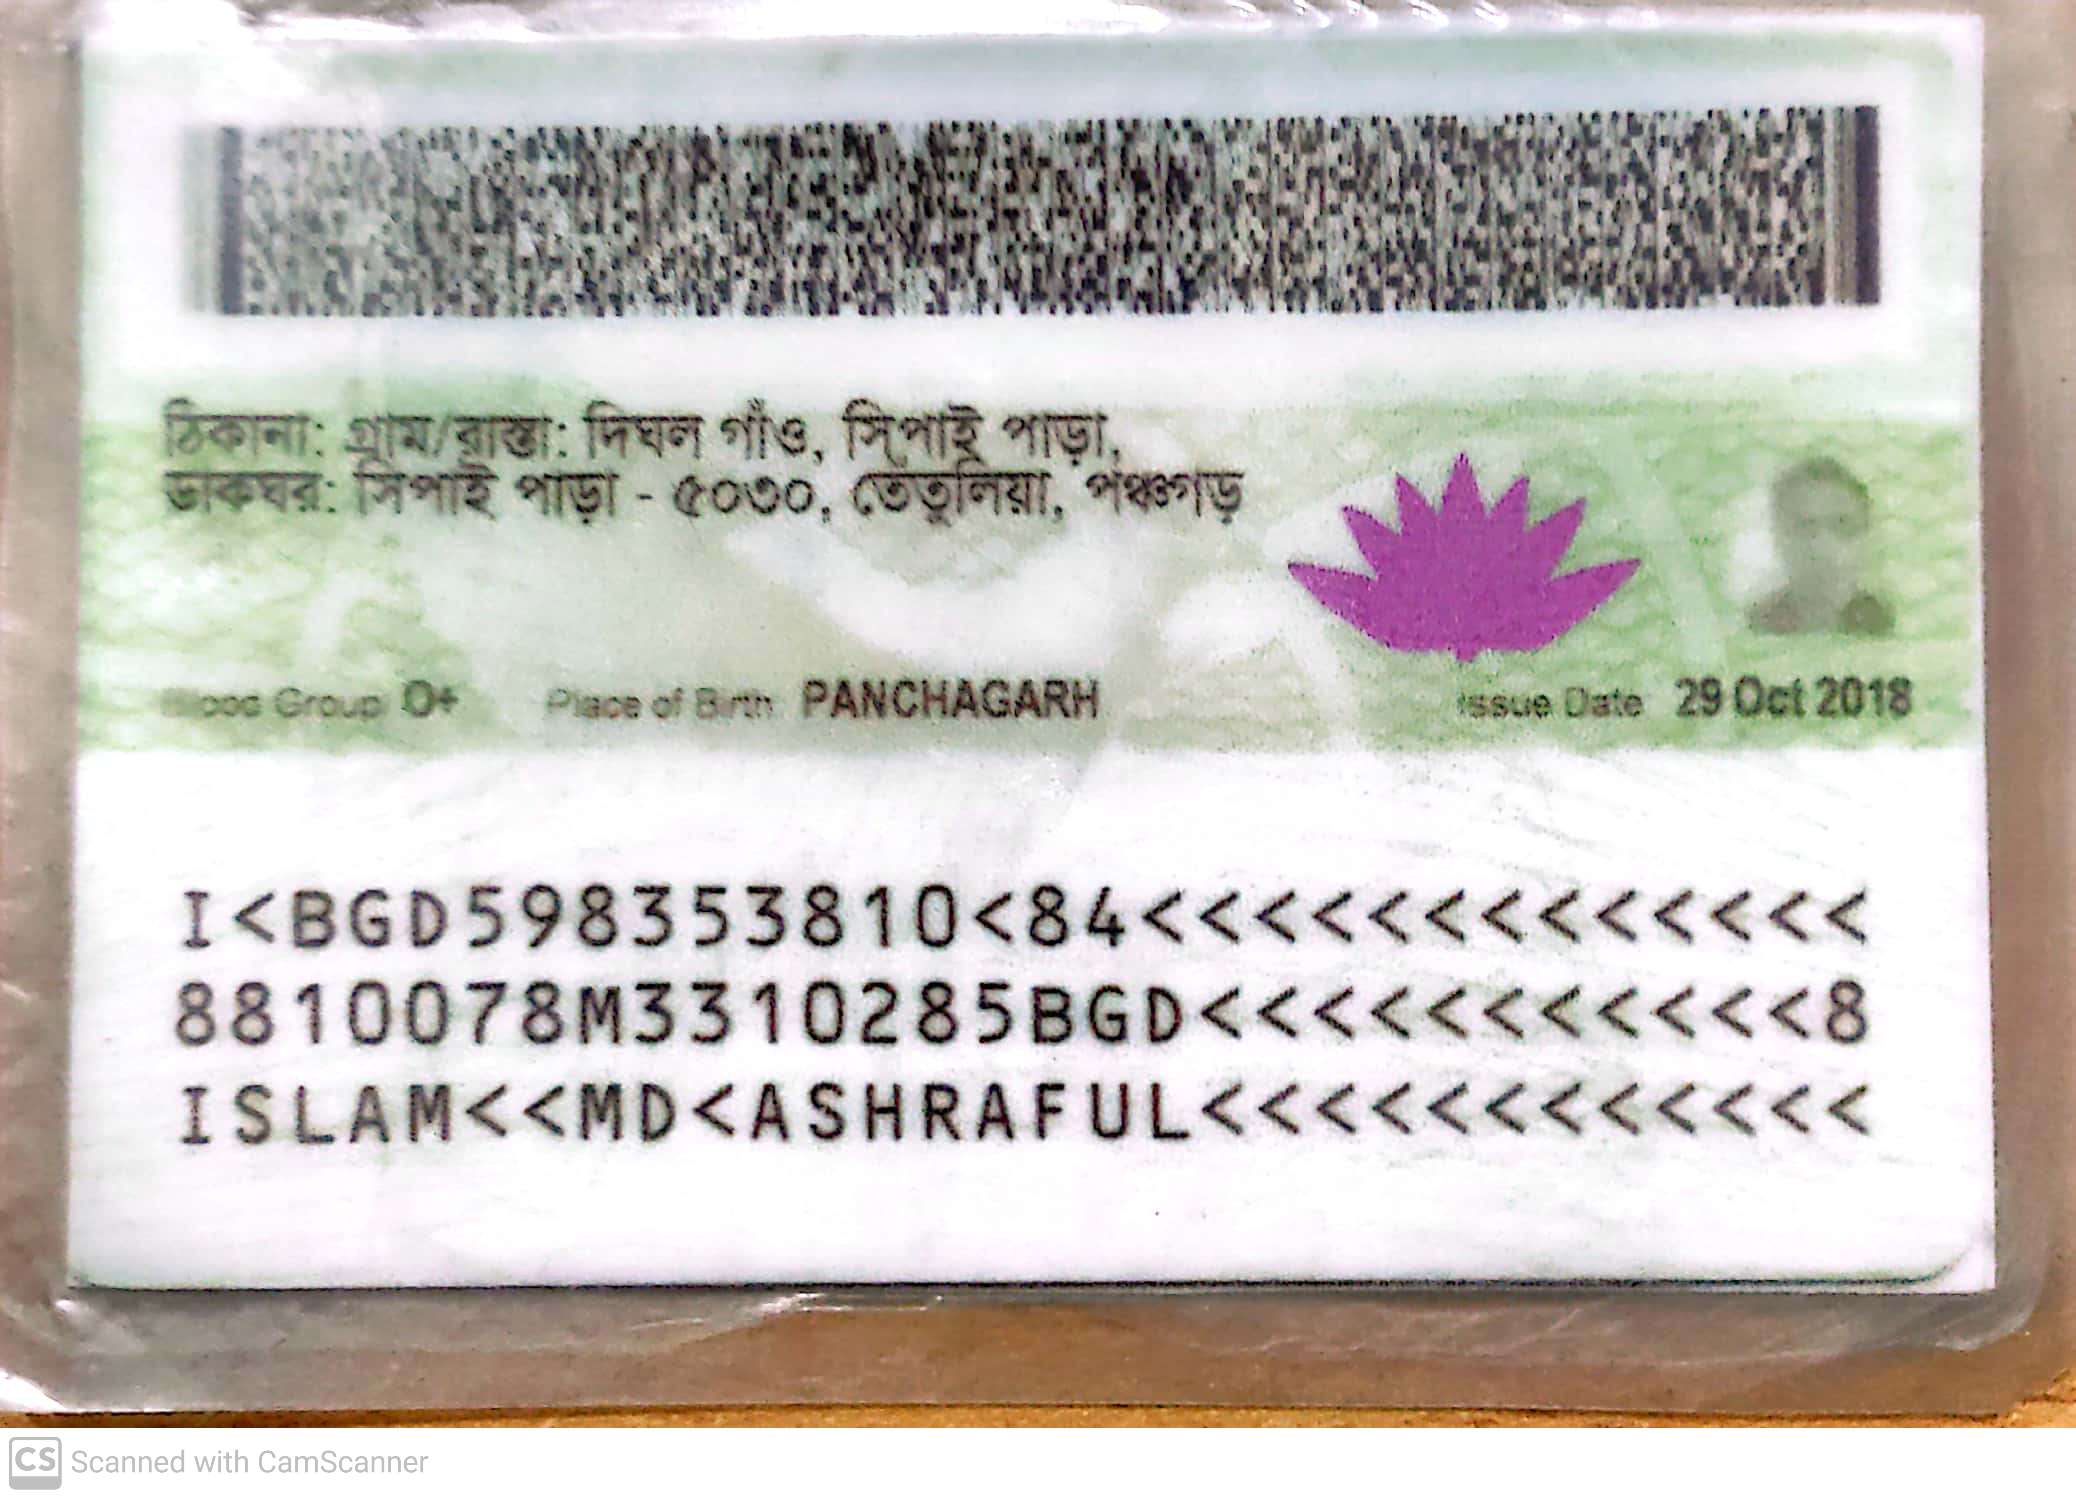 ঠিকানা: গ্রাম/রাস্তা: দিঘল গাঁও, সিপাই পাড়া,
ডাকঘর: সিপাই পাড়া - ৫০৩০, তেতুলিয়া, পঞ্চগড়
Blood Group O+ Place of Birth PANCHAGARH Issue Date 29 Oct 2018
I<BGD598353810<84<<<<<<<<<<<<<
8810078M3310285BGD<<<<<<<<<<<8
ISLAM<<MD<ASHRAFUL<<<<<<<<<<<<
CS Scanned with CamScanner